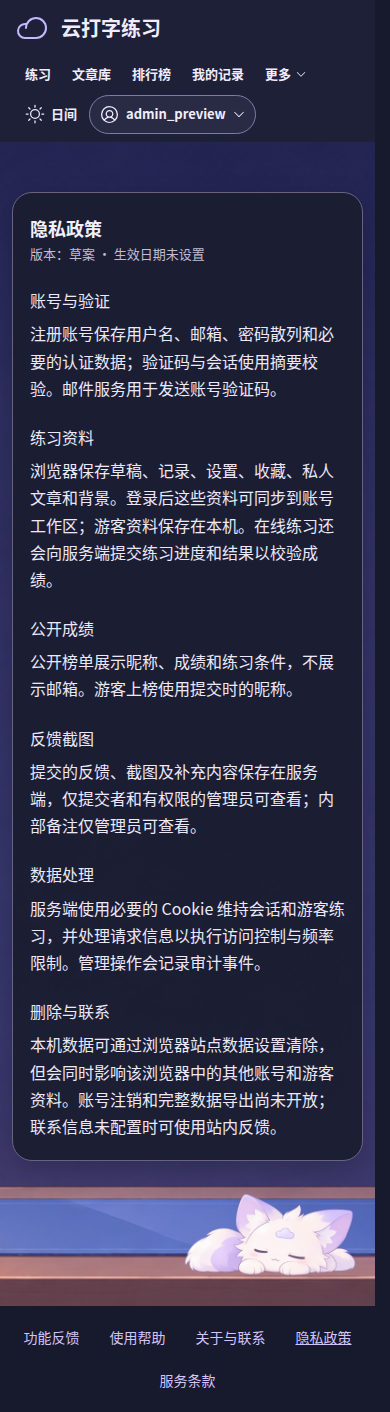 云打字练习
练习 文章库 排行榜 我的记录 更多
日间 admin_preview
隐私政策
版本：草案 · 生效日期未设置
账号与验证
注册账号保存用户名、邮箱、密码散列和必
要的认证数据；验证码与会话使用摘要校
验。邮件服务用于发送账号验证码。
练习资料
浏览器保存草稿、记录、设置、收藏、私人
文章和背景。登录后这些资料可同步到账号
工作区；游客资料保存在本机。在线练习还
会向服务端提交练习进度和结果以校验成
绩。
公开成绩
公开榜单展示昵称、成绩和练习条件，不展
示邮箱。游客上榜使用提交时的昵称。
反馈截图
提交的反馈、截图及补充内容保存在服务
端，仅提交者和有权限的管理员可查看；内
部备注仅管理员可查看。
数据处理
服务端使用必要的 Cookie 维持会话和游客练
习，并处理请求信息以执行访问控制与频率
限制。管理操作会记录审计事件。
删除与联系
本机数据可通过浏览器站点数据设置清除，
但会同时影响该浏览器中的其他账号和游客
资料。账号注销和完整数据导出尚未开放；
联系信息未配置时可使用站内反馈。
功能反馈 使用帮助 关于与联系 隐私政策
服务条款